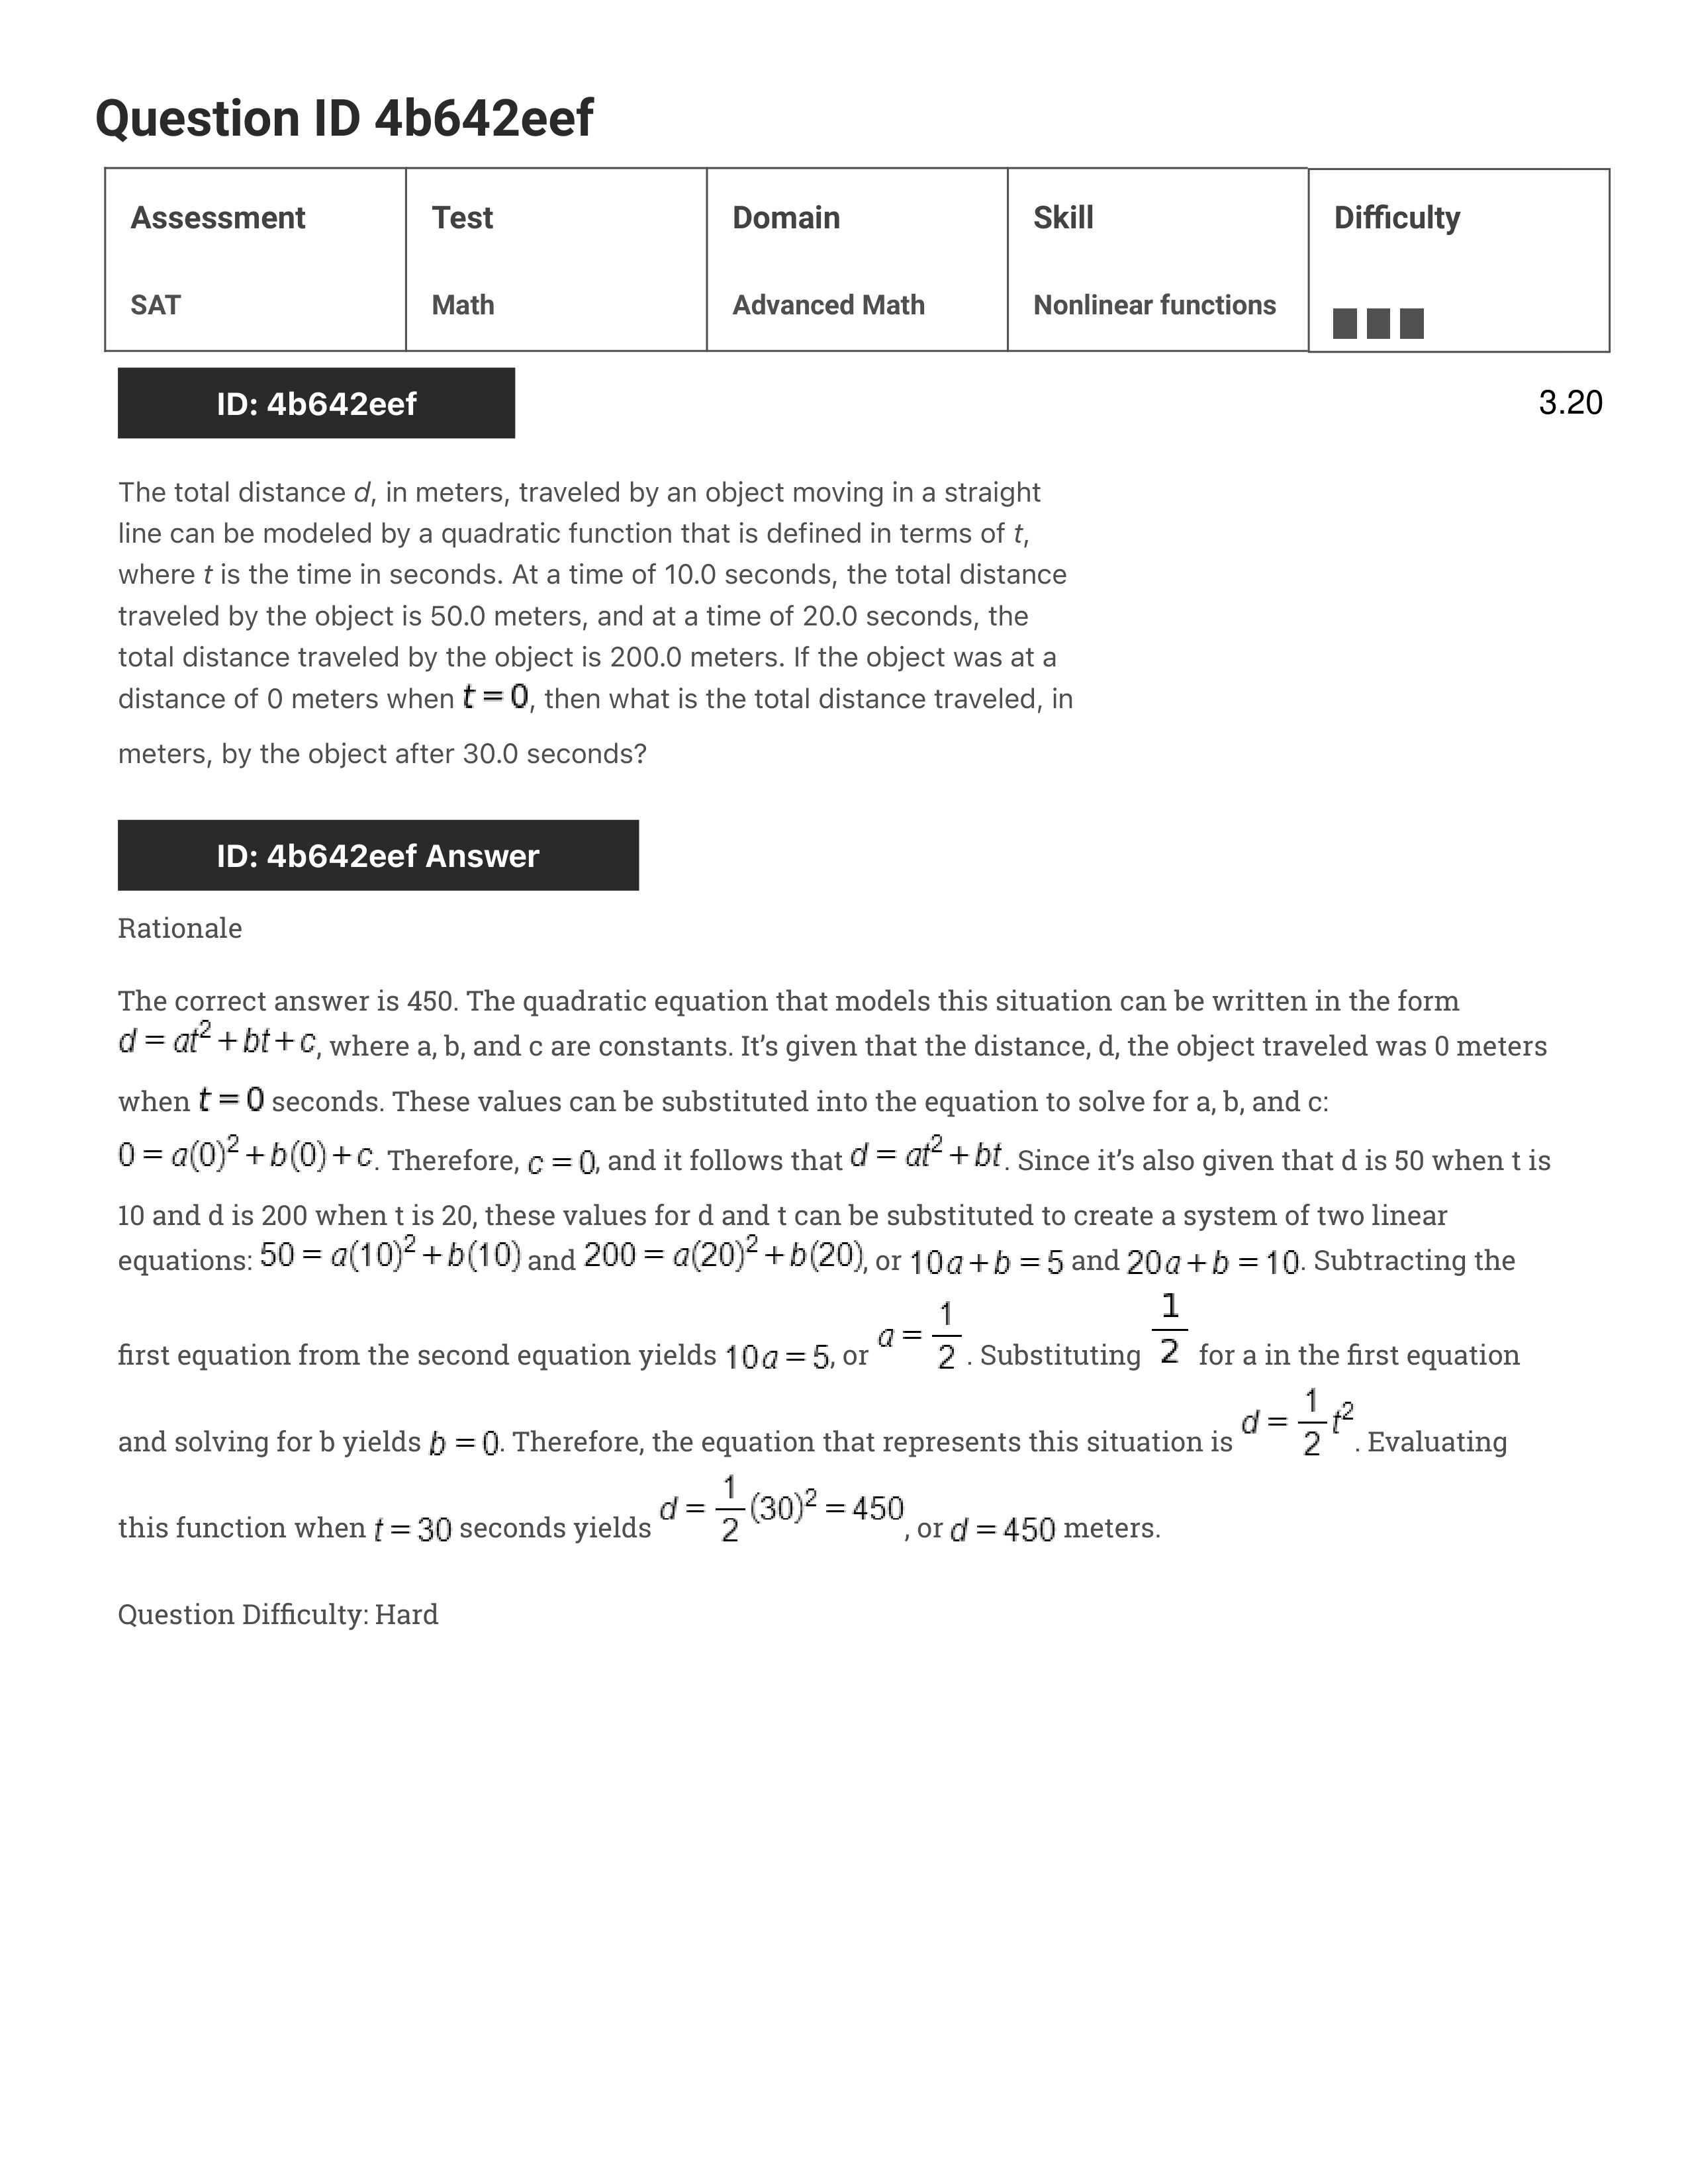 Question ID 4b642eef
Assessment Test Domain Skill Difficulty
SAT Math Advanced Math Nonlinear functions
ID: 4b642eef 3.20
The total distance d, in meters, traveled by an object moving in a straight
line can be modeled by a quadratic function that is defined in terms of t,
where t is the time in seconds. At a time of 10.0 seconds, the total distance
traveled by the object is 50.0 meters, and at a time of 20.0 seconds, the
total distance traveled by the object is 200.0 meters. If the object was at a
distance of 0 meters when t = 0, then what is the total distance traveled, in
meters, by the object after 30.0 seconds?
ID: 4b642eef Answer
Rationale
The correct answer is 450. The quadratic equation that models this situation can be written in the form
d = at² + bt + c, where a, b, and c are constants. It’s given that the distance, d, the object traveled was 0 meters
when t = 0 seconds. These values can be substituted into the equation to solve for a, b, and c:
0 = a(0)² + b(0) + c. Therefore, c = 0, and it follows that d = at² + bt. Since it’s also given that d is 50 when t is
10 and d is 200 when t is 20, these values for d and t can be substituted to create a system of two linear
equations: 50 = a(10)² + b(10) and 200 = a(20)² + b(20), or 10a + b = 5 and 20a + b = 10. Subtracting the
first equation from the second equation yields 10a = 5, or a = 1/2. Substituting 1/2 for a in the first equation
and solving for b yields b = 0. Therefore, the equation that represents this situation is d = 1/2 t². Evaluating
this function when t = 30 seconds yields d = 1/2 (30)² = 450, or d = 450 meters.
Question Difficulty: Hard